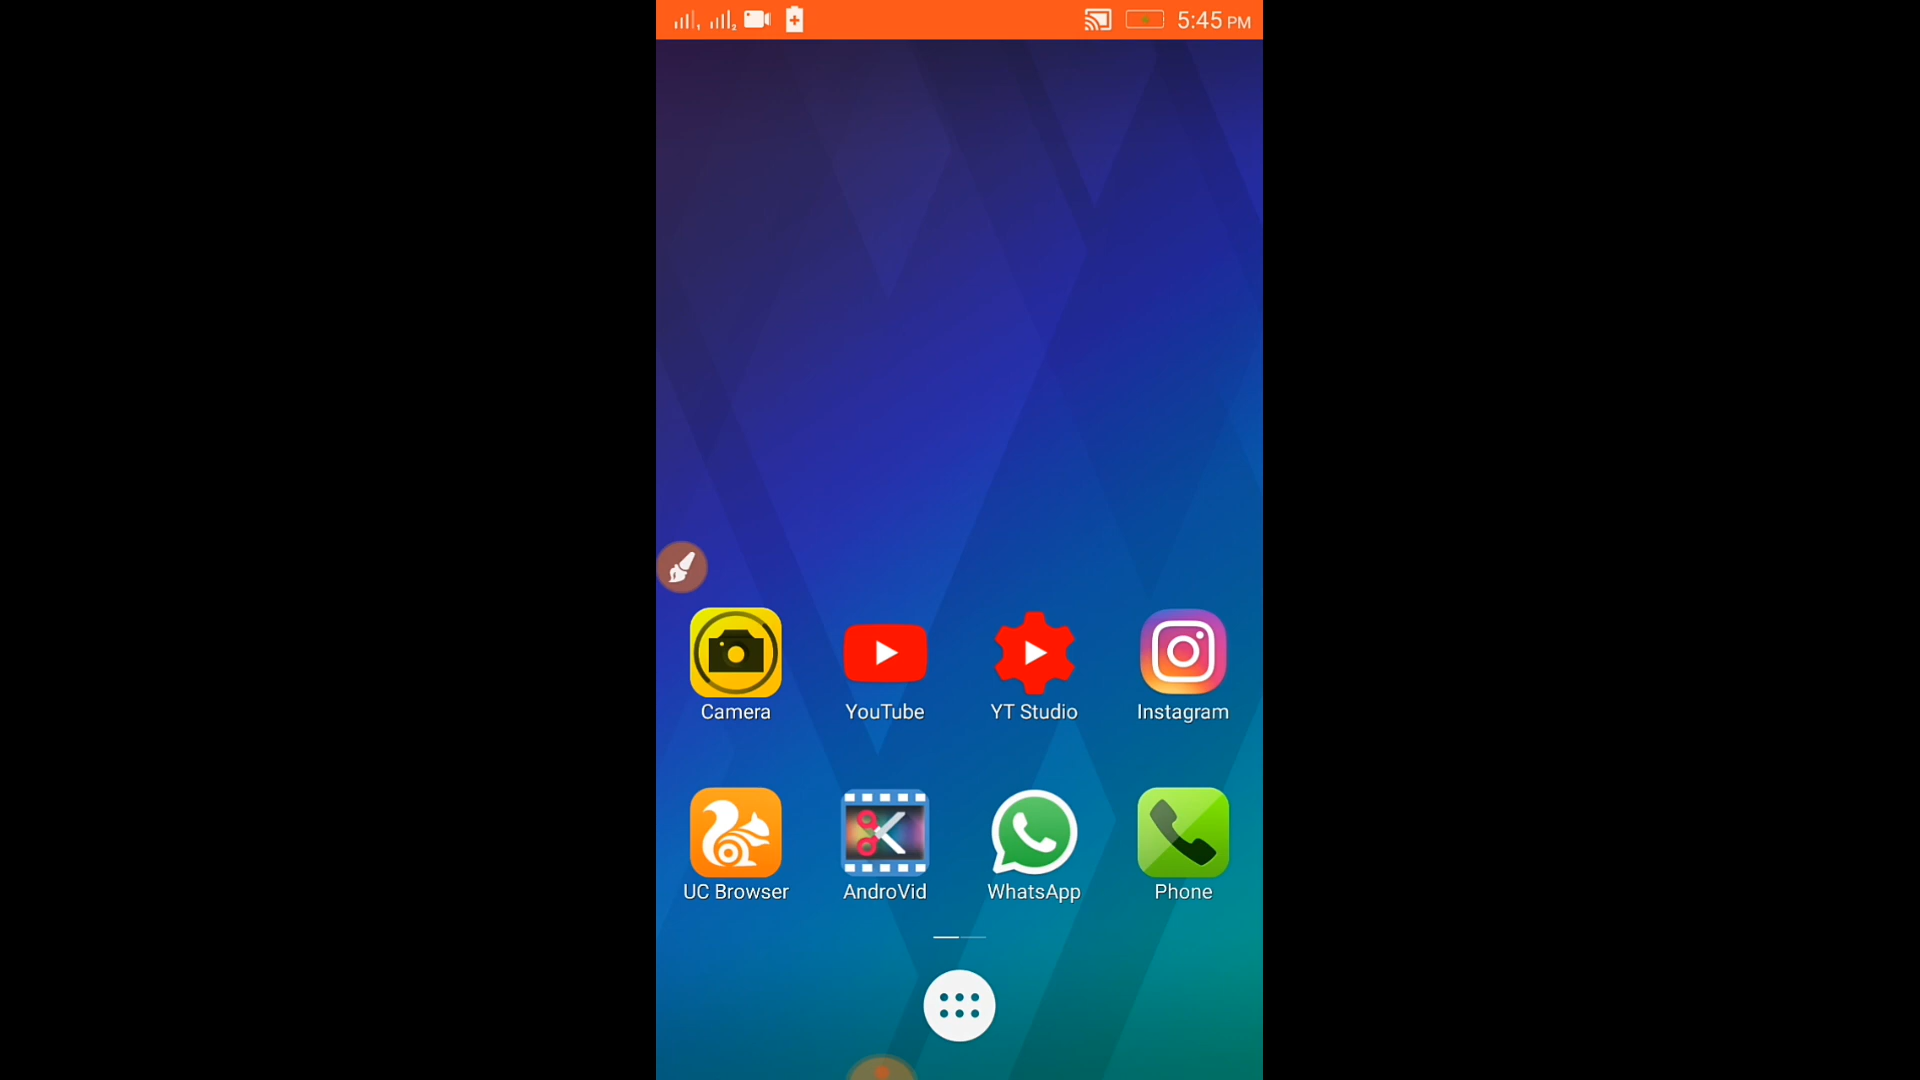 5:45 PM
Camera
YouTube
YT Studio
Instagram
UC Browser
AndroVid
WhatsApp
Phone